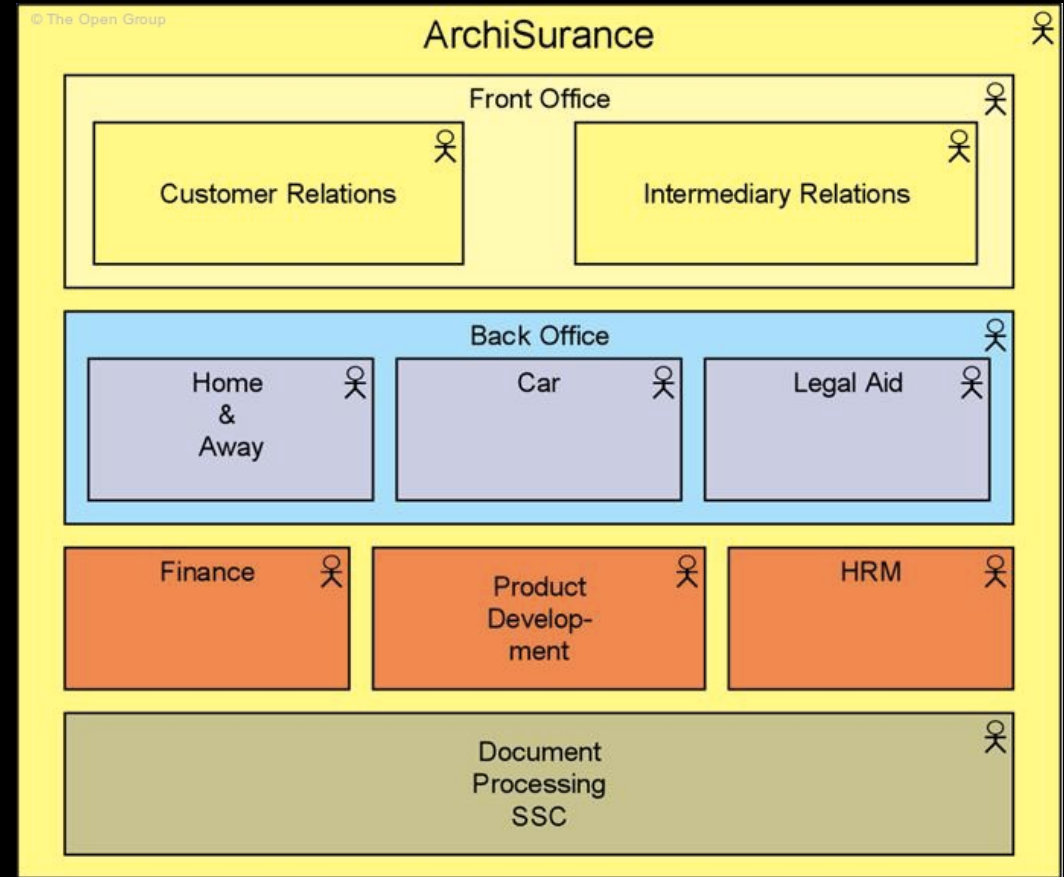 © The Open Group
ArchiSurance
Front Office
Customer Relations
Intermediary Relations
Back Office
Home
&
Away
Car
Legal Aid
Finance
Product
Develop-
ment
HRM
Document
Processing
SSC